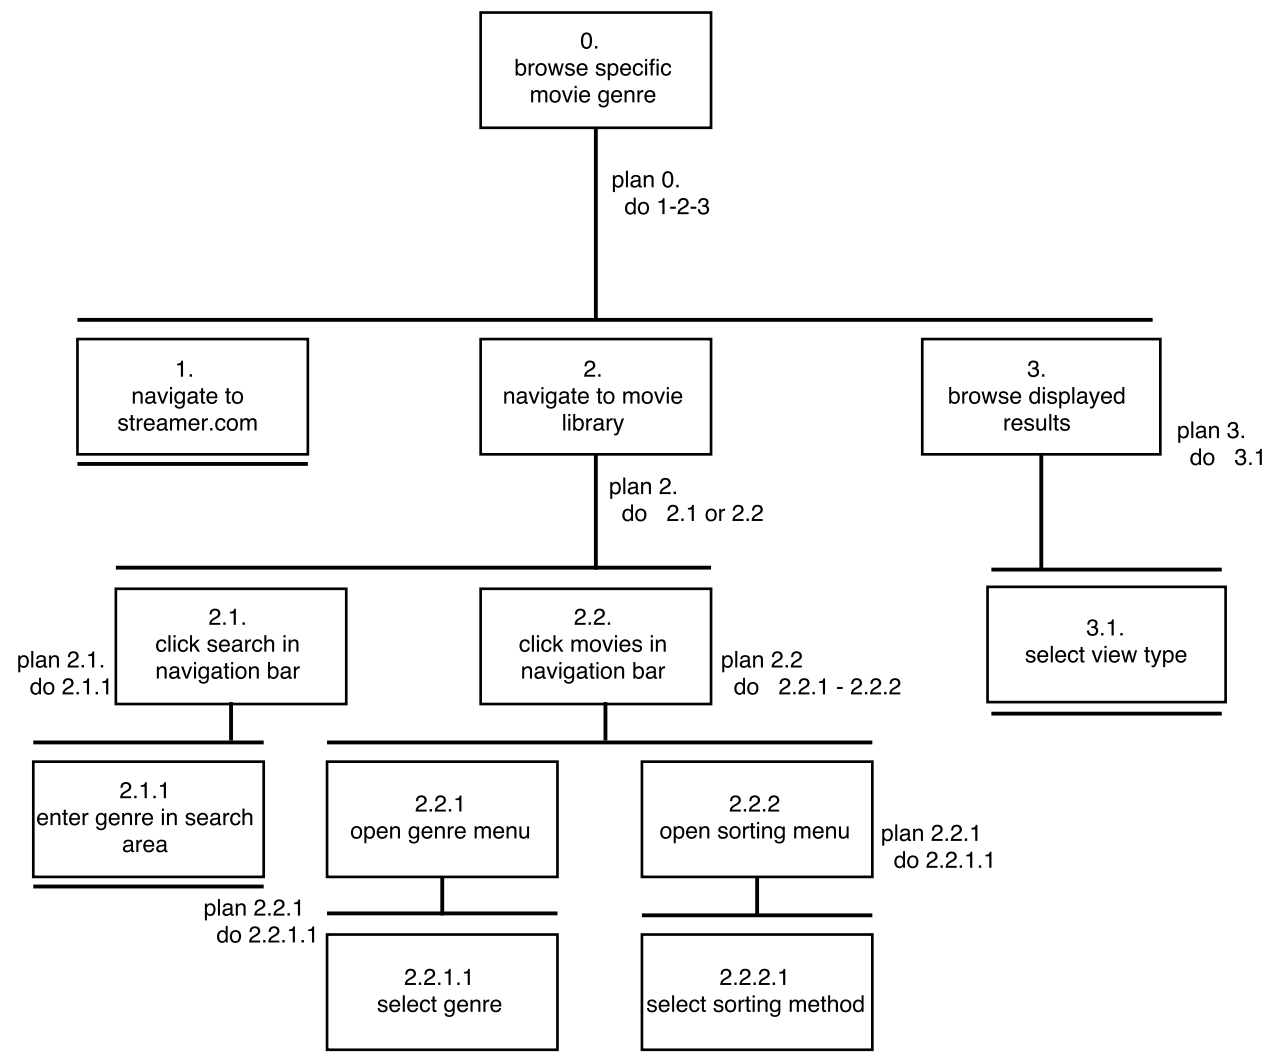 0.
browse specific
movie genre
plan 0.
do 1-2-3
1.
navigate to
streamer.com
2.
navigate to movie
library
3.
browse displayed
results
plan 3.
do 3.1
plan 2.
do 2.1 or 2.2
2.1.
click search in
navigation bar
plan 2.1.
do 2.1.1
2.2.
click movies in
navigation bar
plan 2.2
do 2.2.1 - 2.2.2
3.1.
select view type
2.1.1
enter genre in search
area
2.2.1
open genre menu
2.2.2
open sorting menu
plan 2.2.1
do 2.2.1.1
plan 2.2.1
do 2.2.1.1
2.2.1.1
select genre
2.2.2.1
select sorting method